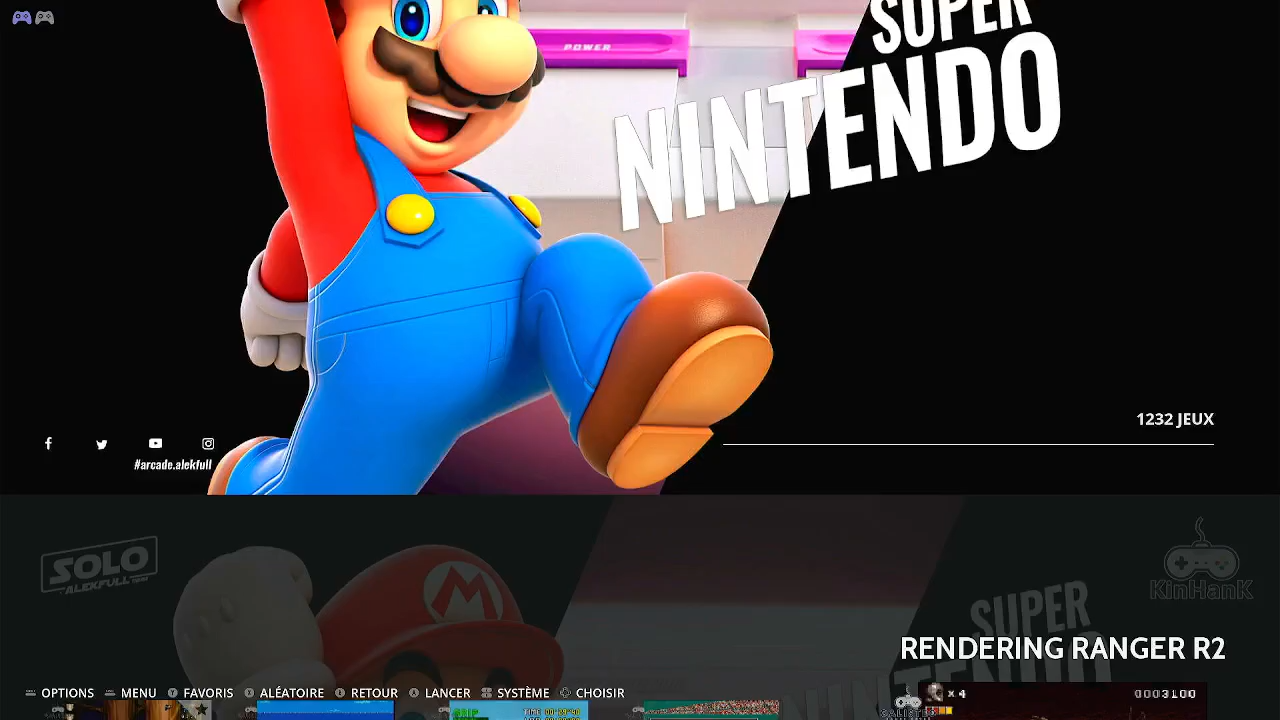 POWER
SUPER
NINTENDO
1232 JEUX
#arcade.alekfull
SOLO
ALEKFULL
KinHanK
SUPER
NINTENDO
RENDERING RANGER R2
OPTIONS MENU FAVORIS ALÉATOIRE RETOUR LANCER SYSTÈME CHOISIR
x 4
0003100